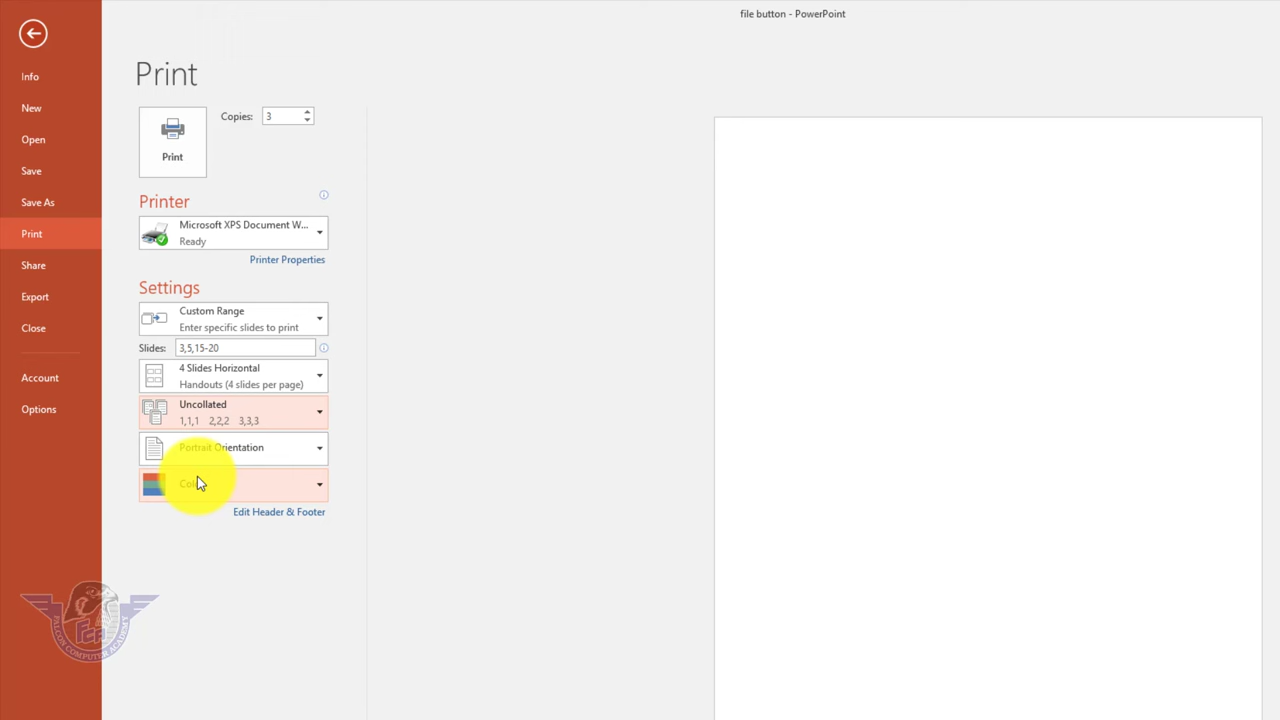 file button - PowerPoint
Print
Info
New
Open
Save
Save As
Print
Share
Export
Close
Account
Options
Copies: 3
Print
Printer
Microsoft XPS Document W...
Ready
Printer Properties
Settings
Custom Range
Enter specific slides to print
Slides: 3,5,15-20
4 Slides Horizontal
Handouts (4 slides per page)
Uncollated
1,1,1 2,2,2 3,3,3
Portrait Orientation
Edit Header & Footer
FALCON COMPUTER ACADEMY